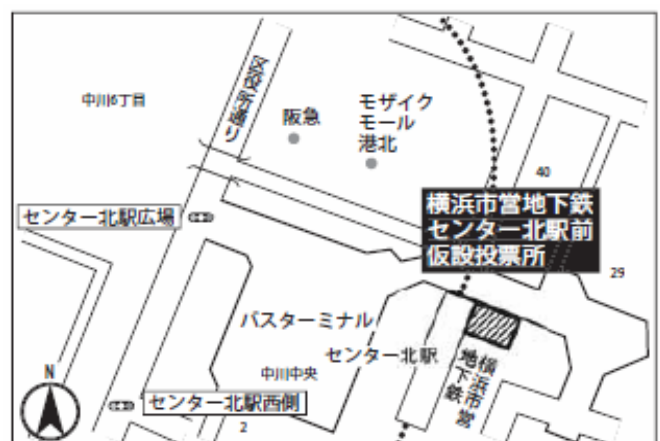 中川6丁目
区役所通り
阪急
モザイク
モール
港北
40
センター北駅広場
横浜市営地下鉄
センター北駅前
仮設投票所
29
バスターミナル
センター北駅
横浜市営
地下鉄
中川中央
N
センター北駅西側
2